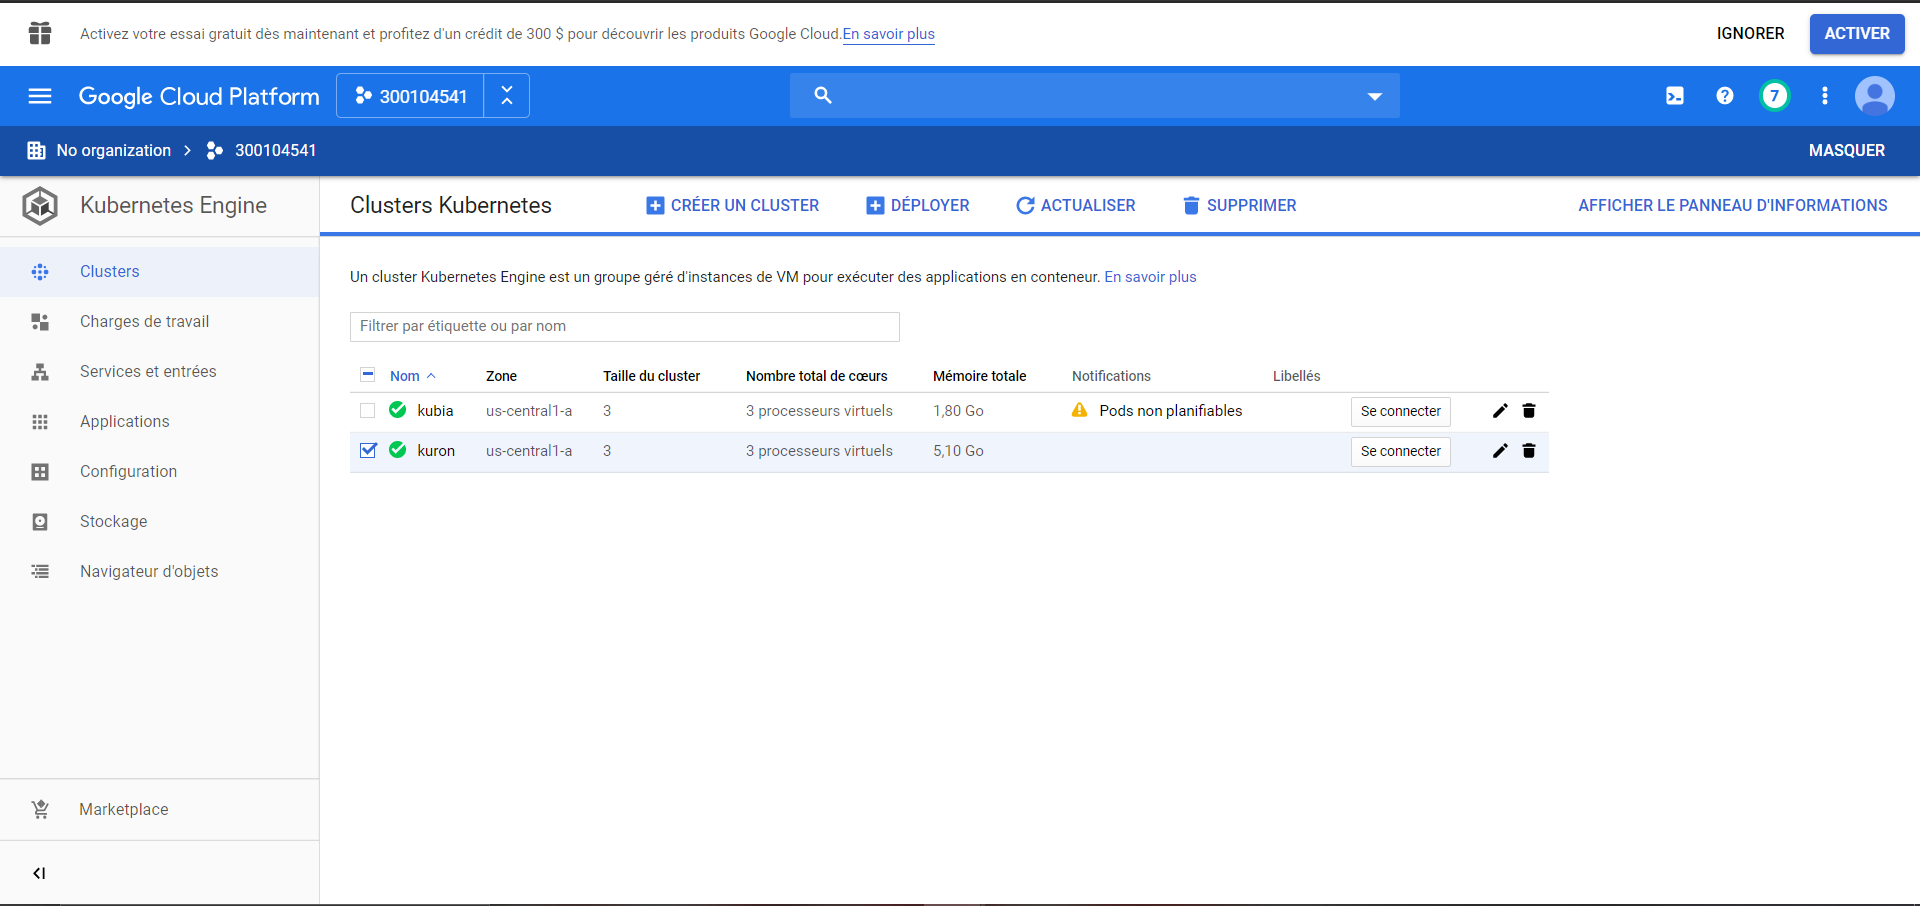 Activez votre essai gratuit dès maintenant et profitez d'un crédit de 300 $ pour découvrir les produits Google Cloud.En savoir plus IGNORER ACTIVER
Google Cloud Platform 300104541 7
No organization 300104541 MASQUER
Kubernetes Engine
Clusters Kubernetes CRÉER UN CLUSTER DÉPLOYER ACTUALISER SUPPRIMER AFFICHER LE PANNEAU D'INFORMATIONS
Clusters
Charges de travail
Services et entrées
Applications
Configuration
Stockage
Navigateur d'objets
Marketplace
Un cluster Kubernetes Engine est un groupe géré d'instances de VM pour exécuter des applications en conteneur. En savoir plus
Filtrer par étiquette ou par nom
Nom Zone Taille du cluster Nombre total de cœurs Mémoire totale Notifications Libellés
kubia us-central1-a 3 3 processeurs virtuels 1,80 Go Pods non planifiables Se connecter
kuron us-central1-a 3 3 processeurs virtuels 5,10 Go Se connecter